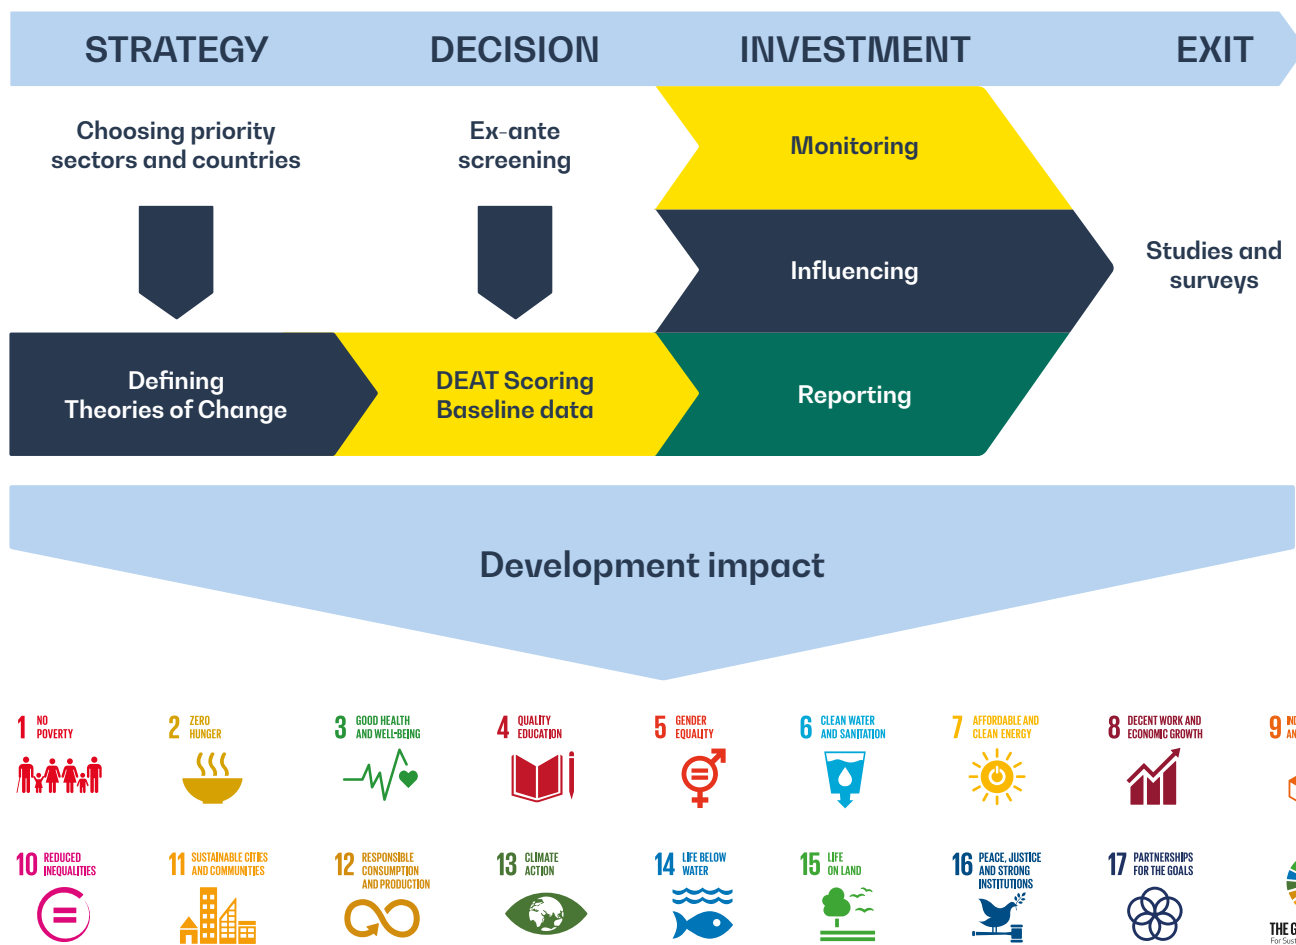 STRATEGY
DECISION
INVESTMENT
EXIT
Choosing priority
sectors and countries
Ex-ante
screening
Monitoring
Influencing
Studies and
surveys
Defining
Theories of Change
DEAT Scoring
Baseline data
Reporting
Development impact
1 NO
POVERTY
2 ZERO
HUNGER
3 GOOD HEALTH
AND WELL-BEING
4 QUALITY
EDUCATION
5 GENDER
EQUALITY
6 CLEAN WATER
AND SANITATION
7 AFFORDABLE AND
CLEAN ENERGY
8 DECENT WORK AND
ECONOMIC GROWTH
9
10 REDUCED
INEQUALITIES
11 SUSTAINABLE CITIES
AND COMMUNITIES
12 RESPONSIBLE
CONSUMPTION
AND PRODUCTION
13 CLIMATE
ACTION
14 LIFE BELOW
WATER
15 LIFE
ON LAND
16 PEACE, JUSTICE
AND STRONG
INSTITUTIONS
17 PARTNERSHIPS
FOR THE GOALS
THE G
For Sust